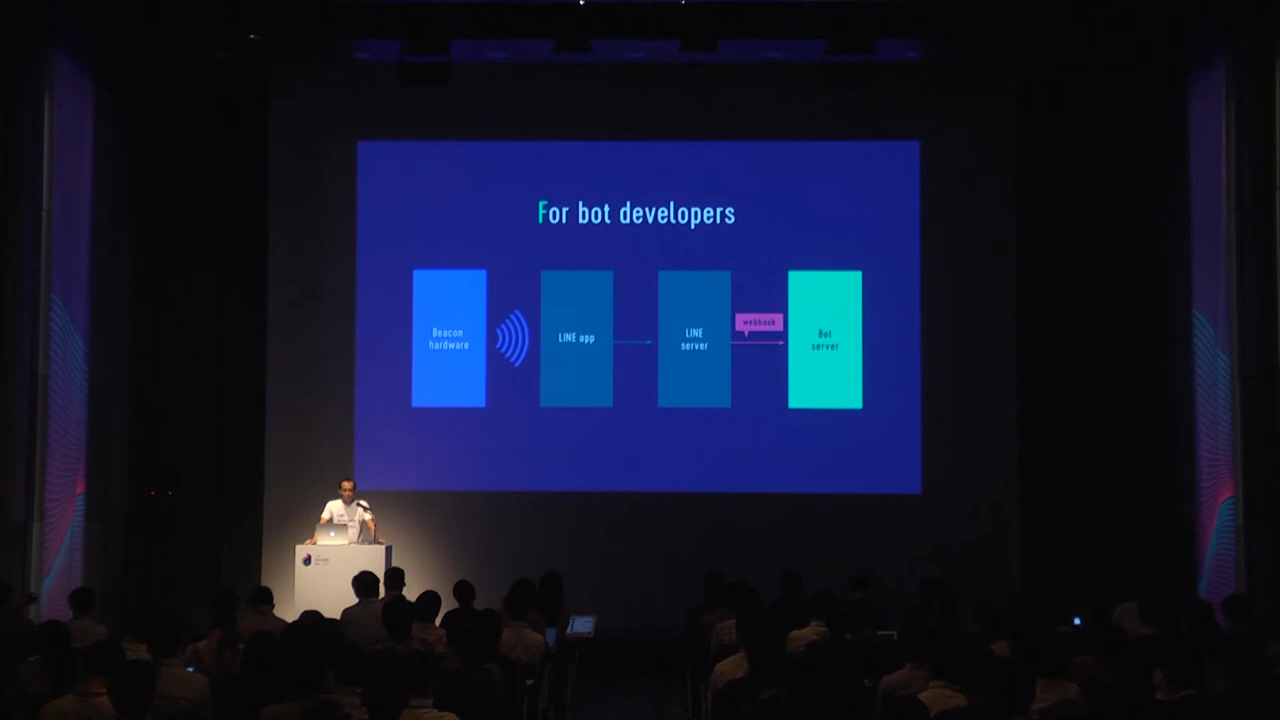 For bot developers
Beacon
hardware
LINE app
LINE
server
webhook
Bot
server